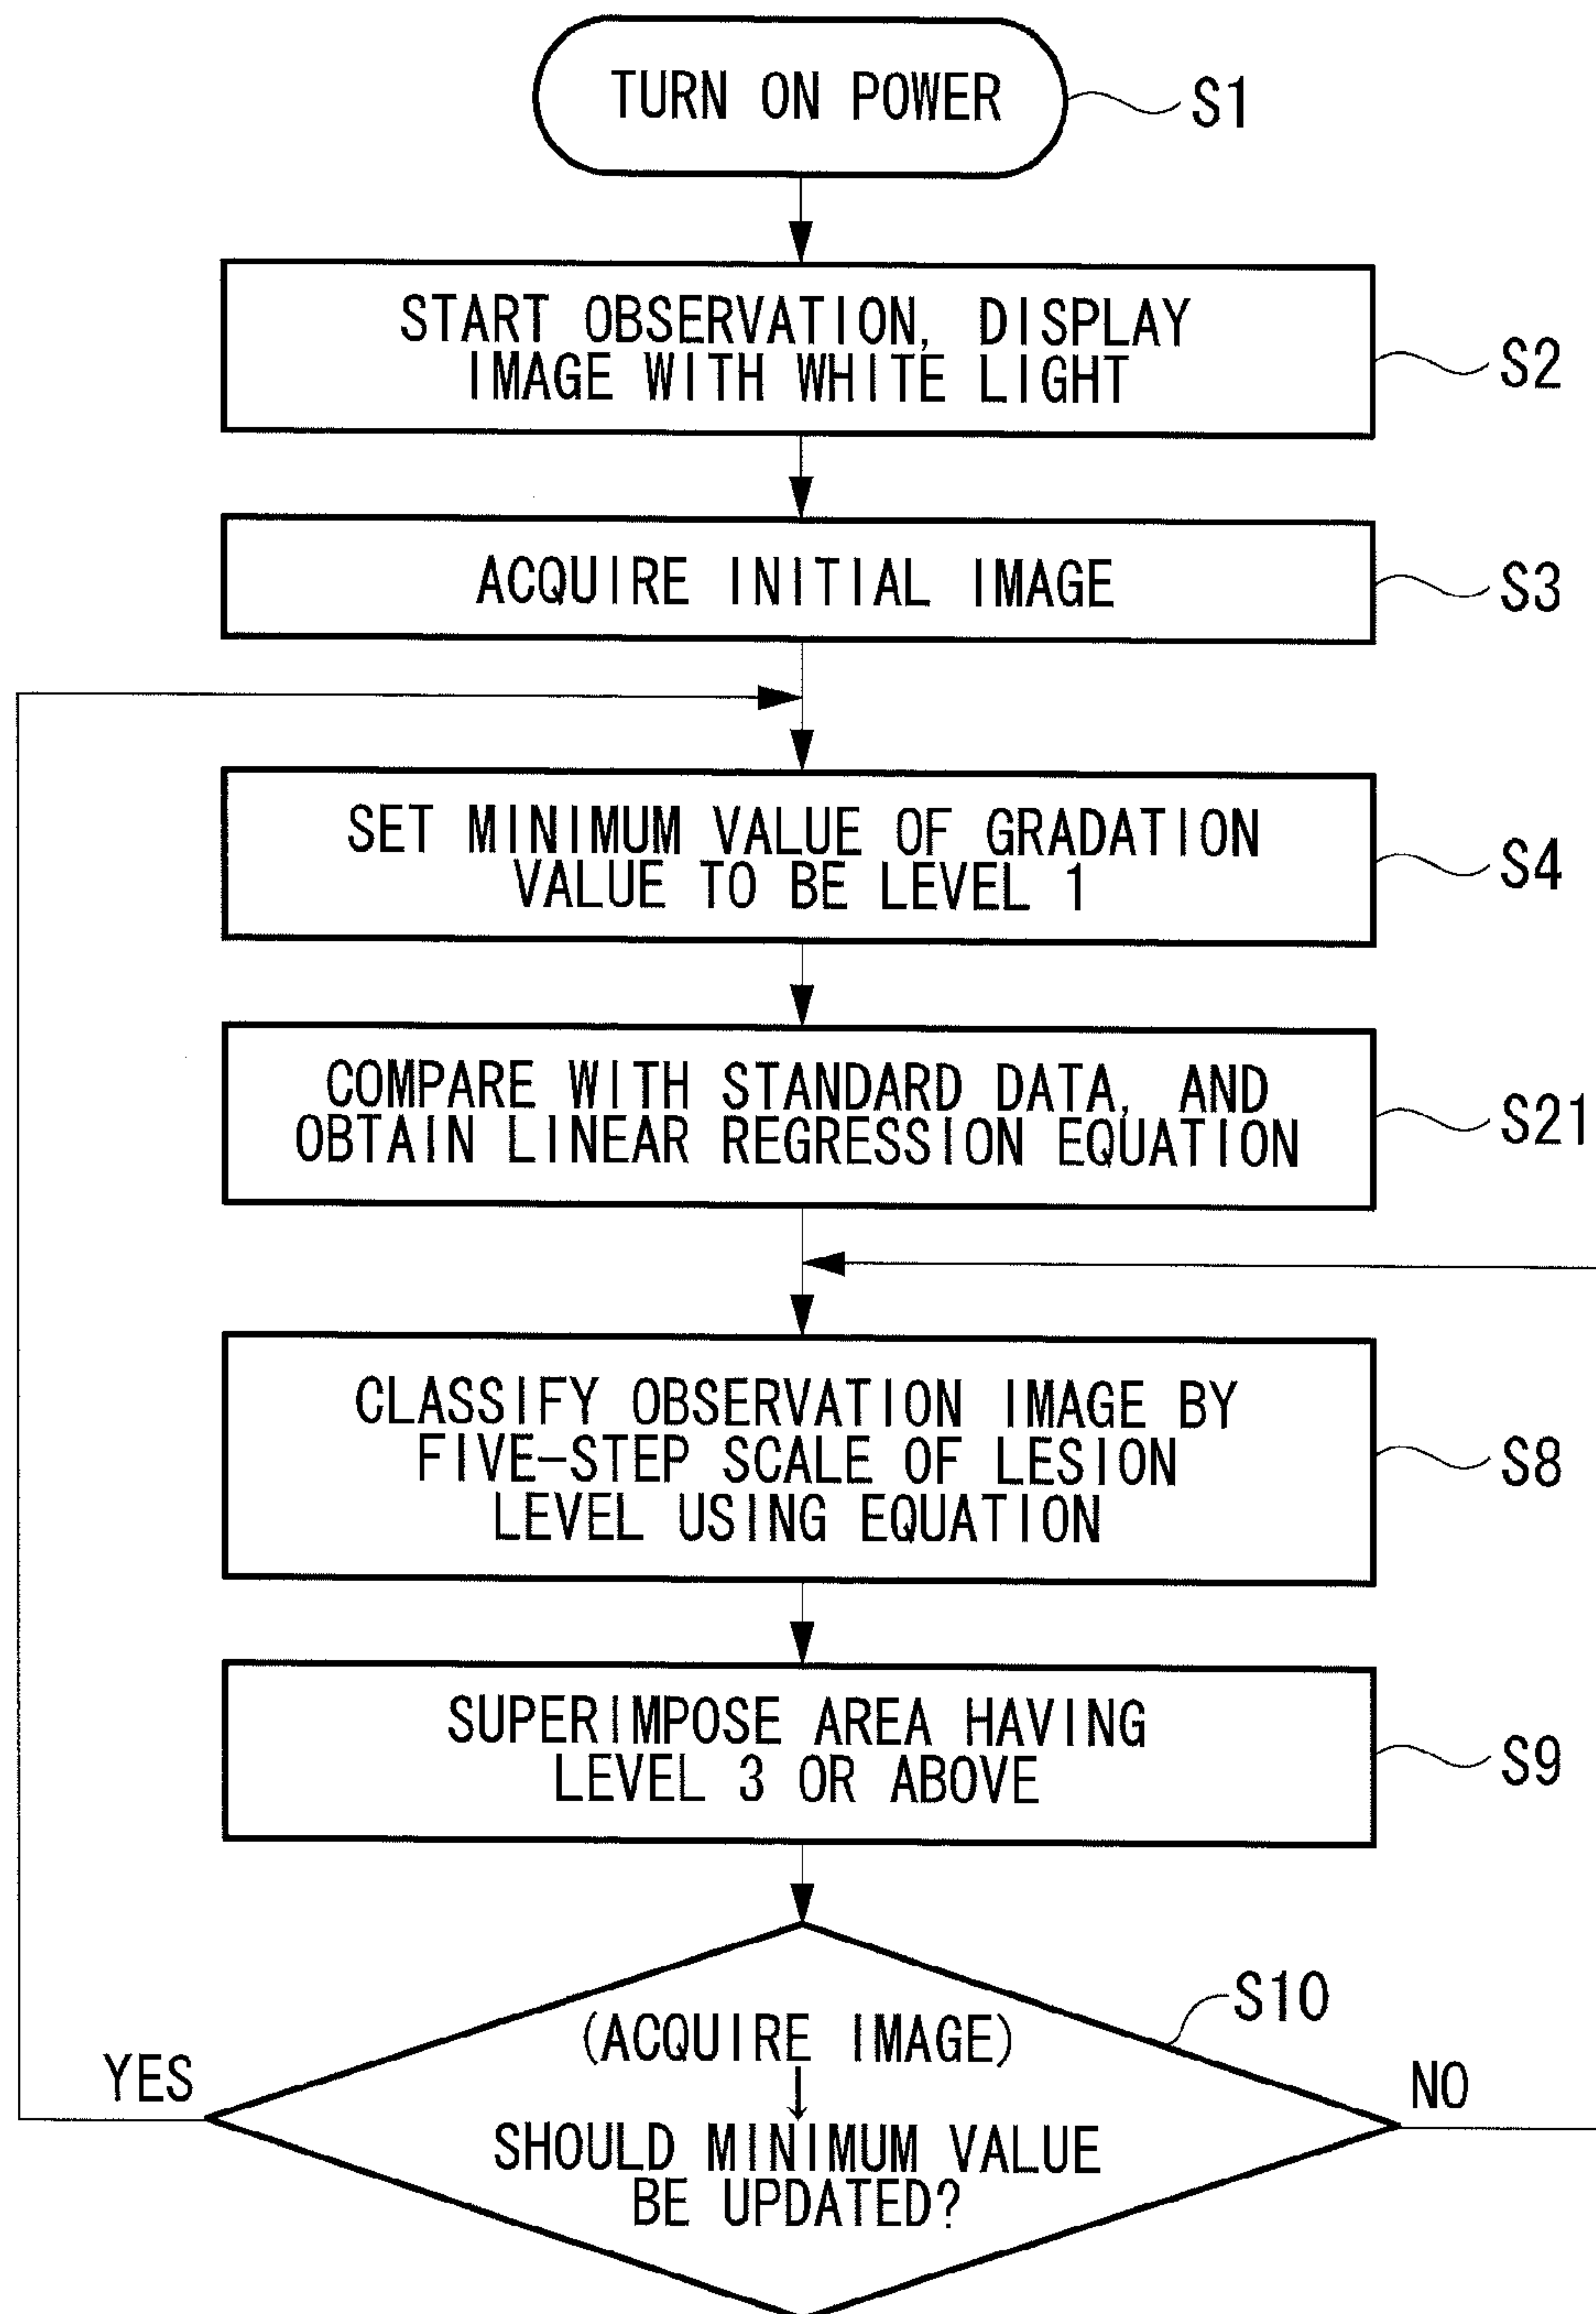 TURN ON POWER
S1
START OBSERVATION, DISPLAY
IMAGE WITH WHITE LIGHT
S2
ACQUIRE INITIAL IMAGE
S3
SET MINIMUM VALUE OF GRADATION
VALUE TO BE LEVEL 1
S4
COMPARE WITH STANDARD DATA, AND
OBTAIN LINEAR REGRESSION EQUATION
S21
CLASSIFY OBSERVATION IMAGE BY
FIVE-STEP SCALE OF LESION
LEVEL USING EQUATION
S8
SUPERIMPOSE AREA HAVING
LEVEL 3 OR ABOVE
S9
S10
(ACQUIRE IMAGE)
↓
SHOULD MINIMUM VALUE
BE UPDATED?
YES
NO